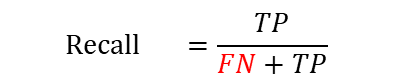 Recall = TP / FN + TP